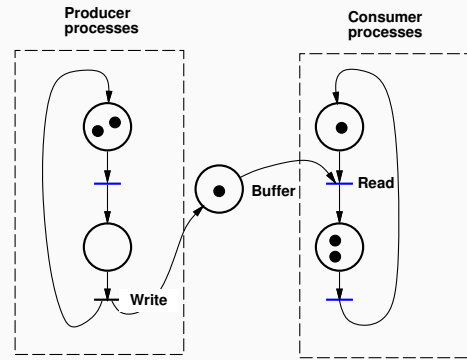 Producer
processes
Consumer
processes
Buffer
Read
Write